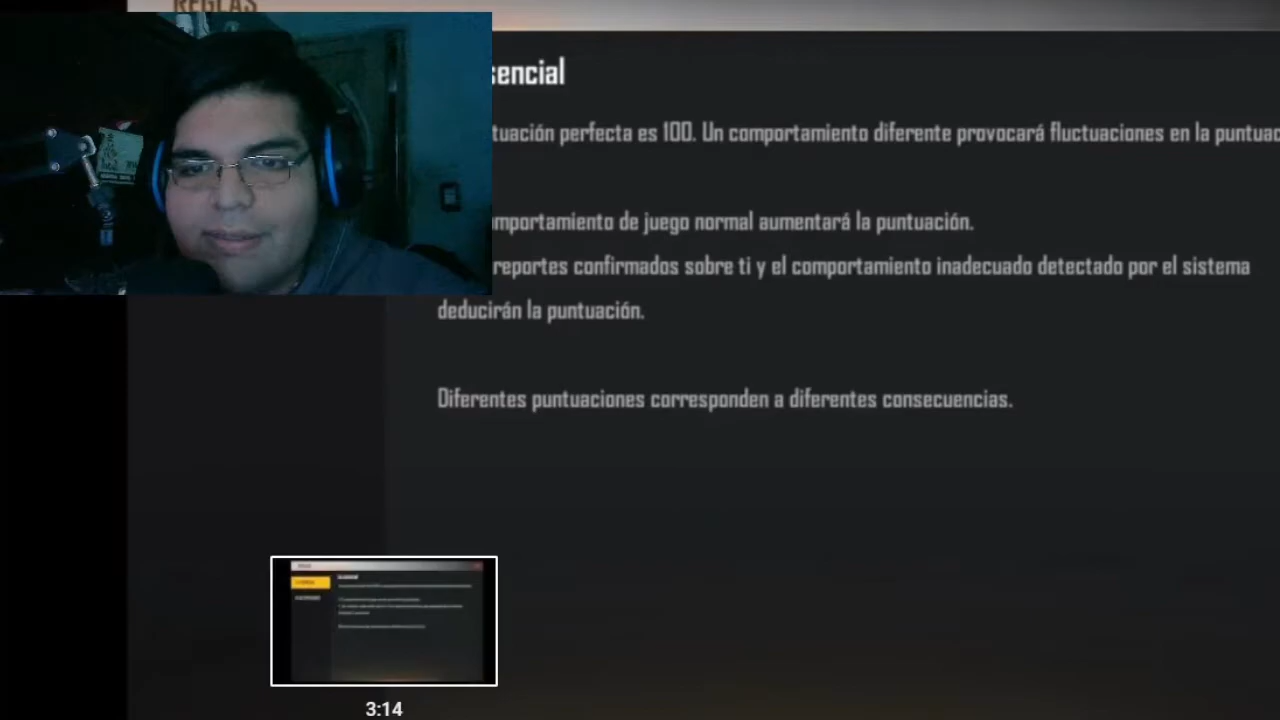 REGLAS
sencial
tuación perfecta es 100. Un comportamiento diferente provocará fluctuaciones en la puntuac
mportamiento de juego normal aumentará la puntuación.
reportes confirmados sobre ti y el comportamiento inadecuado detectado por el sistema
deducirán la puntuación.
Diferentes puntuaciones corresponden a diferentes consecuencias.
3:14